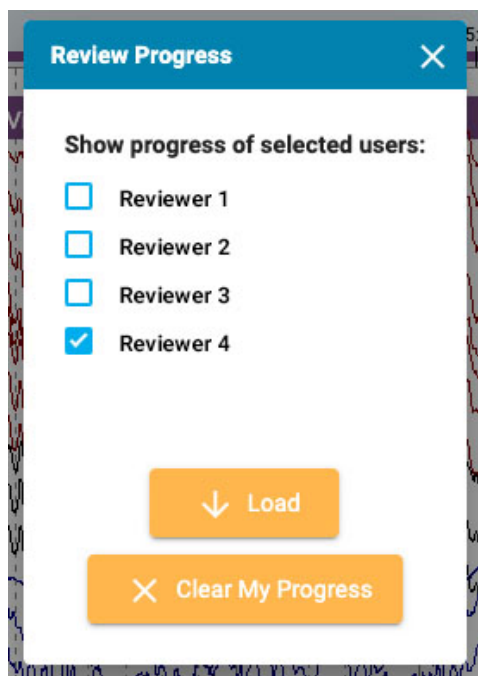 Review Progress
Show progress of selected users:
Reviewer 1
Reviewer 2
Reviewer 3
Reviewer 4
Load
Clear My Progress